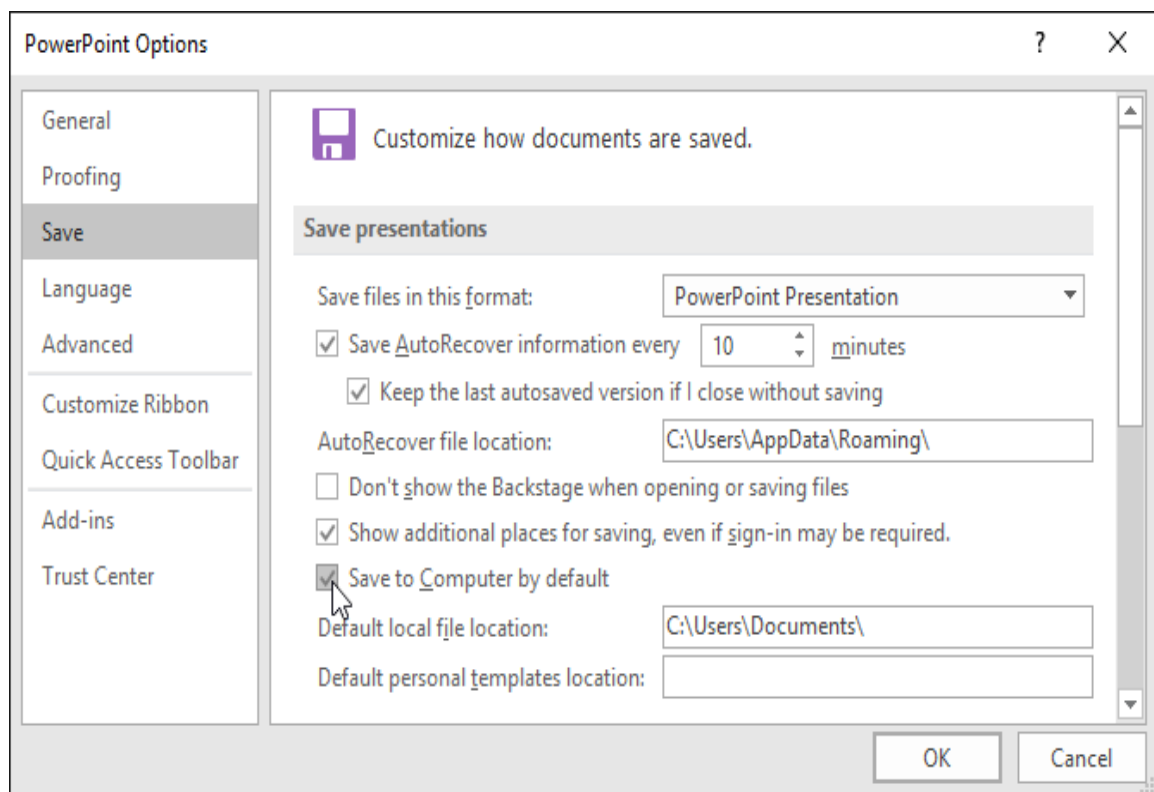 PowerPoint Options
?
General
Proofing
Save
Language
Advanced
Customize Ribbon
Quick Access Toolbar
Add-ins
Trust Center
Customize how documents are saved.
Save presentations
Save files in this format: PowerPoint Presentation
Save AutoRecover information every 10 minutes
Keep the last autosaved version if I close without saving
AutoRecover file location: C:\Users\AppData\Roaming\
Don't show the Backstage when opening or saving files
Show additional places for saving, even if sign-in may be required.
Save to Computer by default
Default local file location: C:\Users\Documents\
Default personal templates location:
OK Cancel